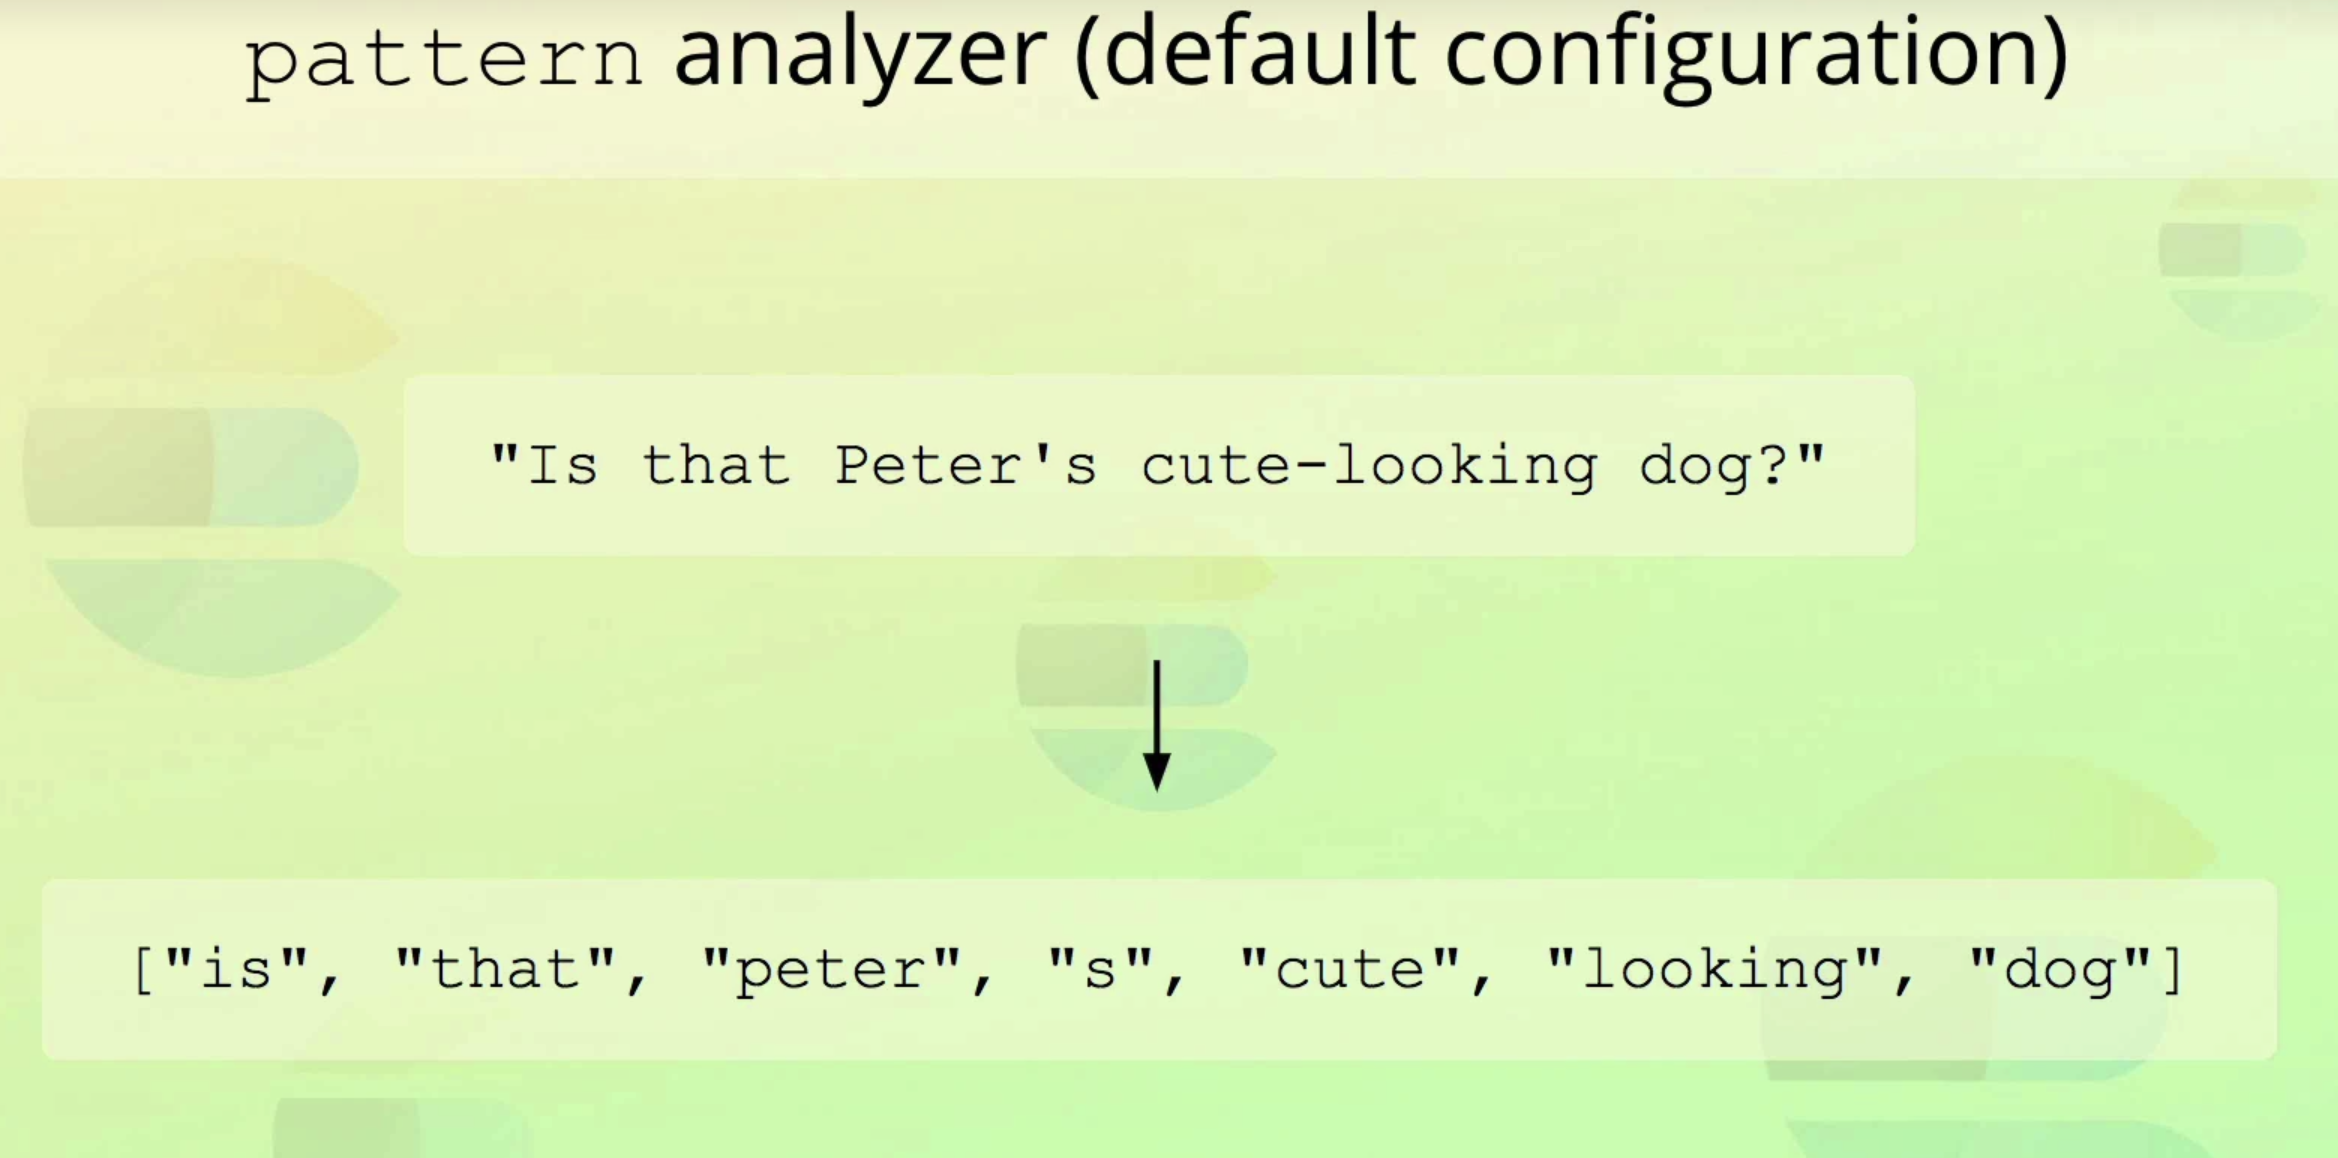 pattern analyzer (default configuration)
"Is that Peter's cute-looking dog?"
["is", "that", "peter", "s", "cute", "looking", "dog"]